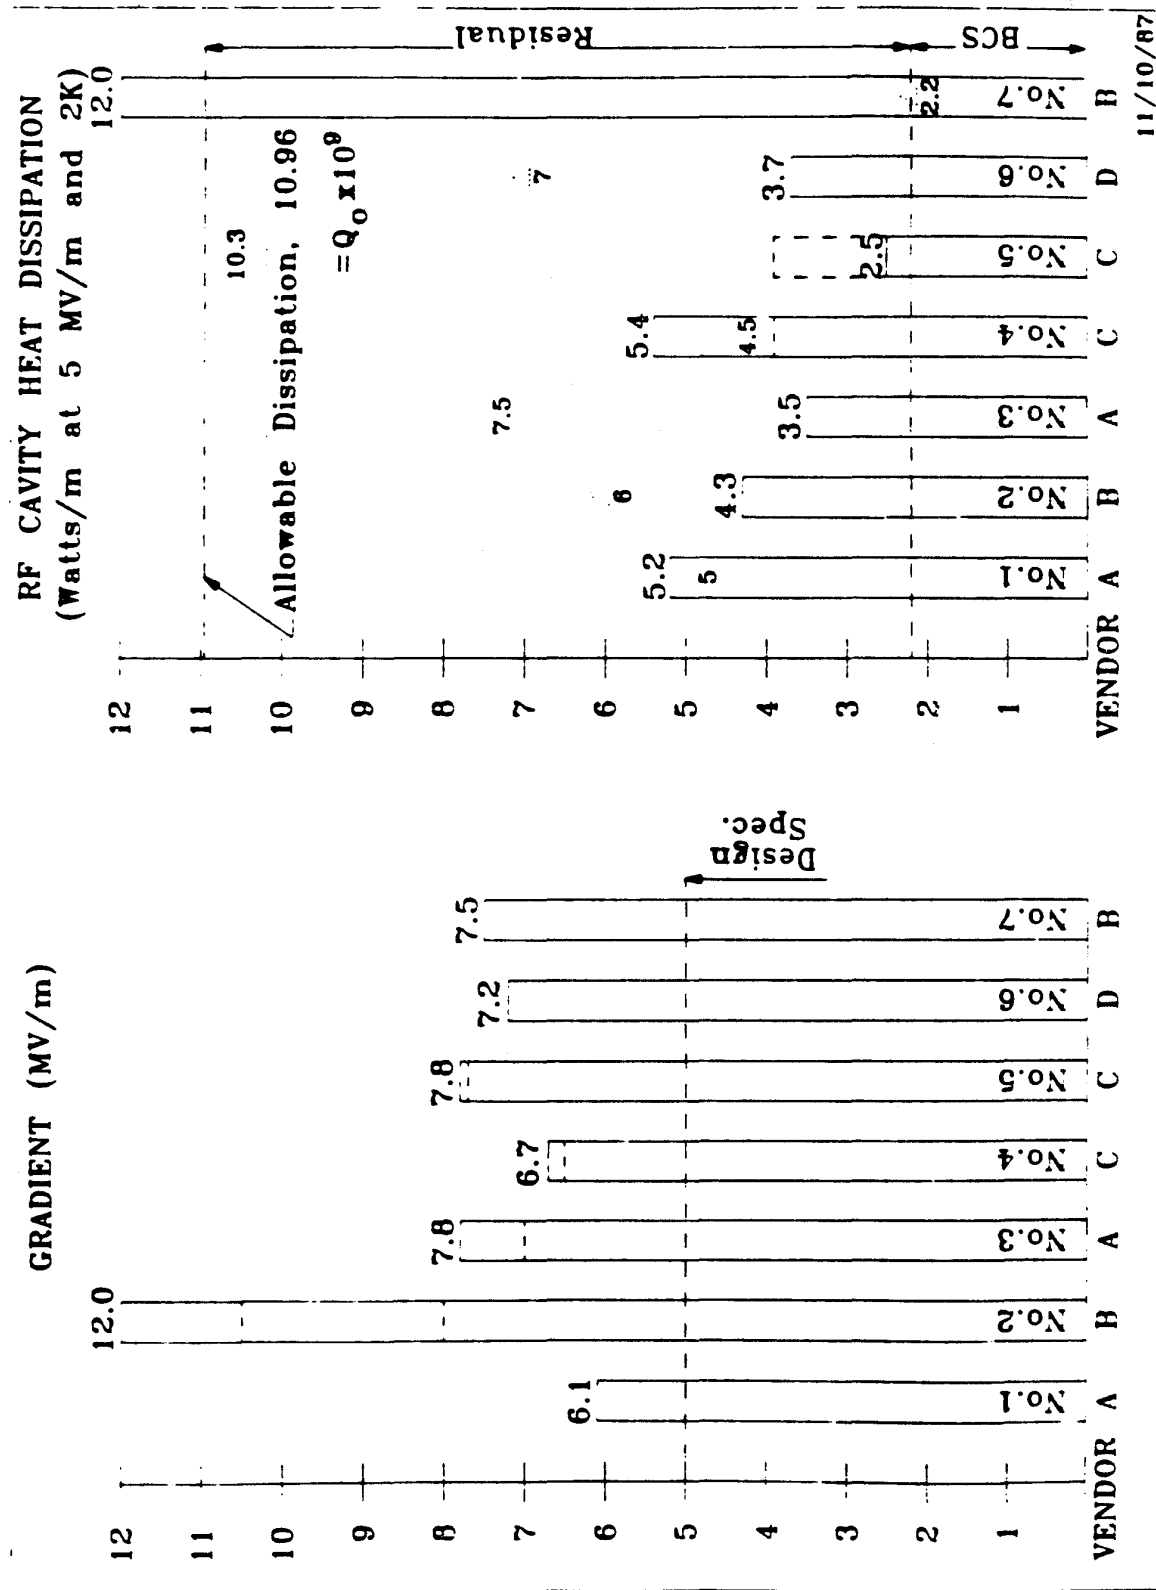 GRADIENT (MV/m)
12
11
10
9
8
7
6
5
4
3
2
1
VENDOR
6.1
12.0
7.8
6.7
7.8
7.2
7.5
Design
Spec.
No.1
No.2
No.3
No.4
No.5
No.6
No.7
A
B
A
C
C
D
B
RF CAVITY HEAT DISSIPATION
(Watts/m at 5 MV/m and 2K)
12
11
10
9
8
7
6
5
4
3
2
1
VENDOR
Allowable Dissipation, 10.96
10.3
=Qo x10⁹
12.0
5.2
5
4.3
6
3.5
7.5
5.4
4.5
2.5
3.7
7
2.2
Residual
BCS
No.1
No.2
No.3
No.4
No.5
No.6
No.7
A
B
A
C
C
D
B
11/10/87